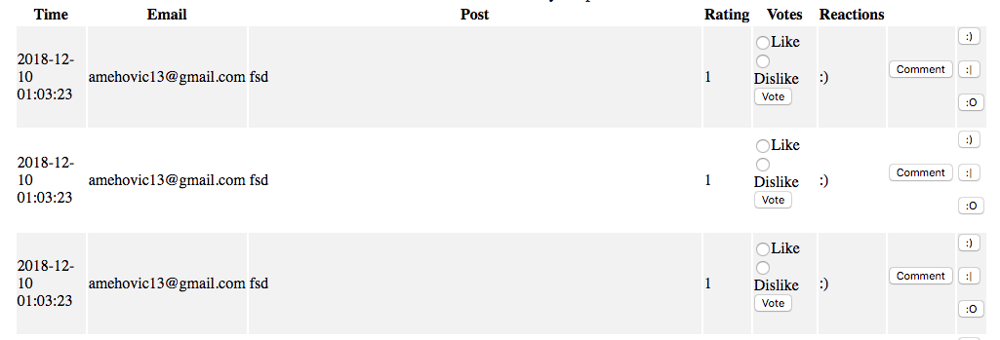 Time Email Post Rating Votes Reactions
2018-12-
10
01:03:23 amehovic13@gmail.com fsd 1 Like
Dislike
Vote :) Comment :)
:|
:O
2018-12-
10
01:03:23 amehovic13@gmail.com fsd 1 Like
Dislike
Vote :) Comment :)
:|
:O
2018-12-
10
01:03:23 amehovic13@gmail.com fsd 1 Like
Dislike
Vote :) Comment :)
:|
:O